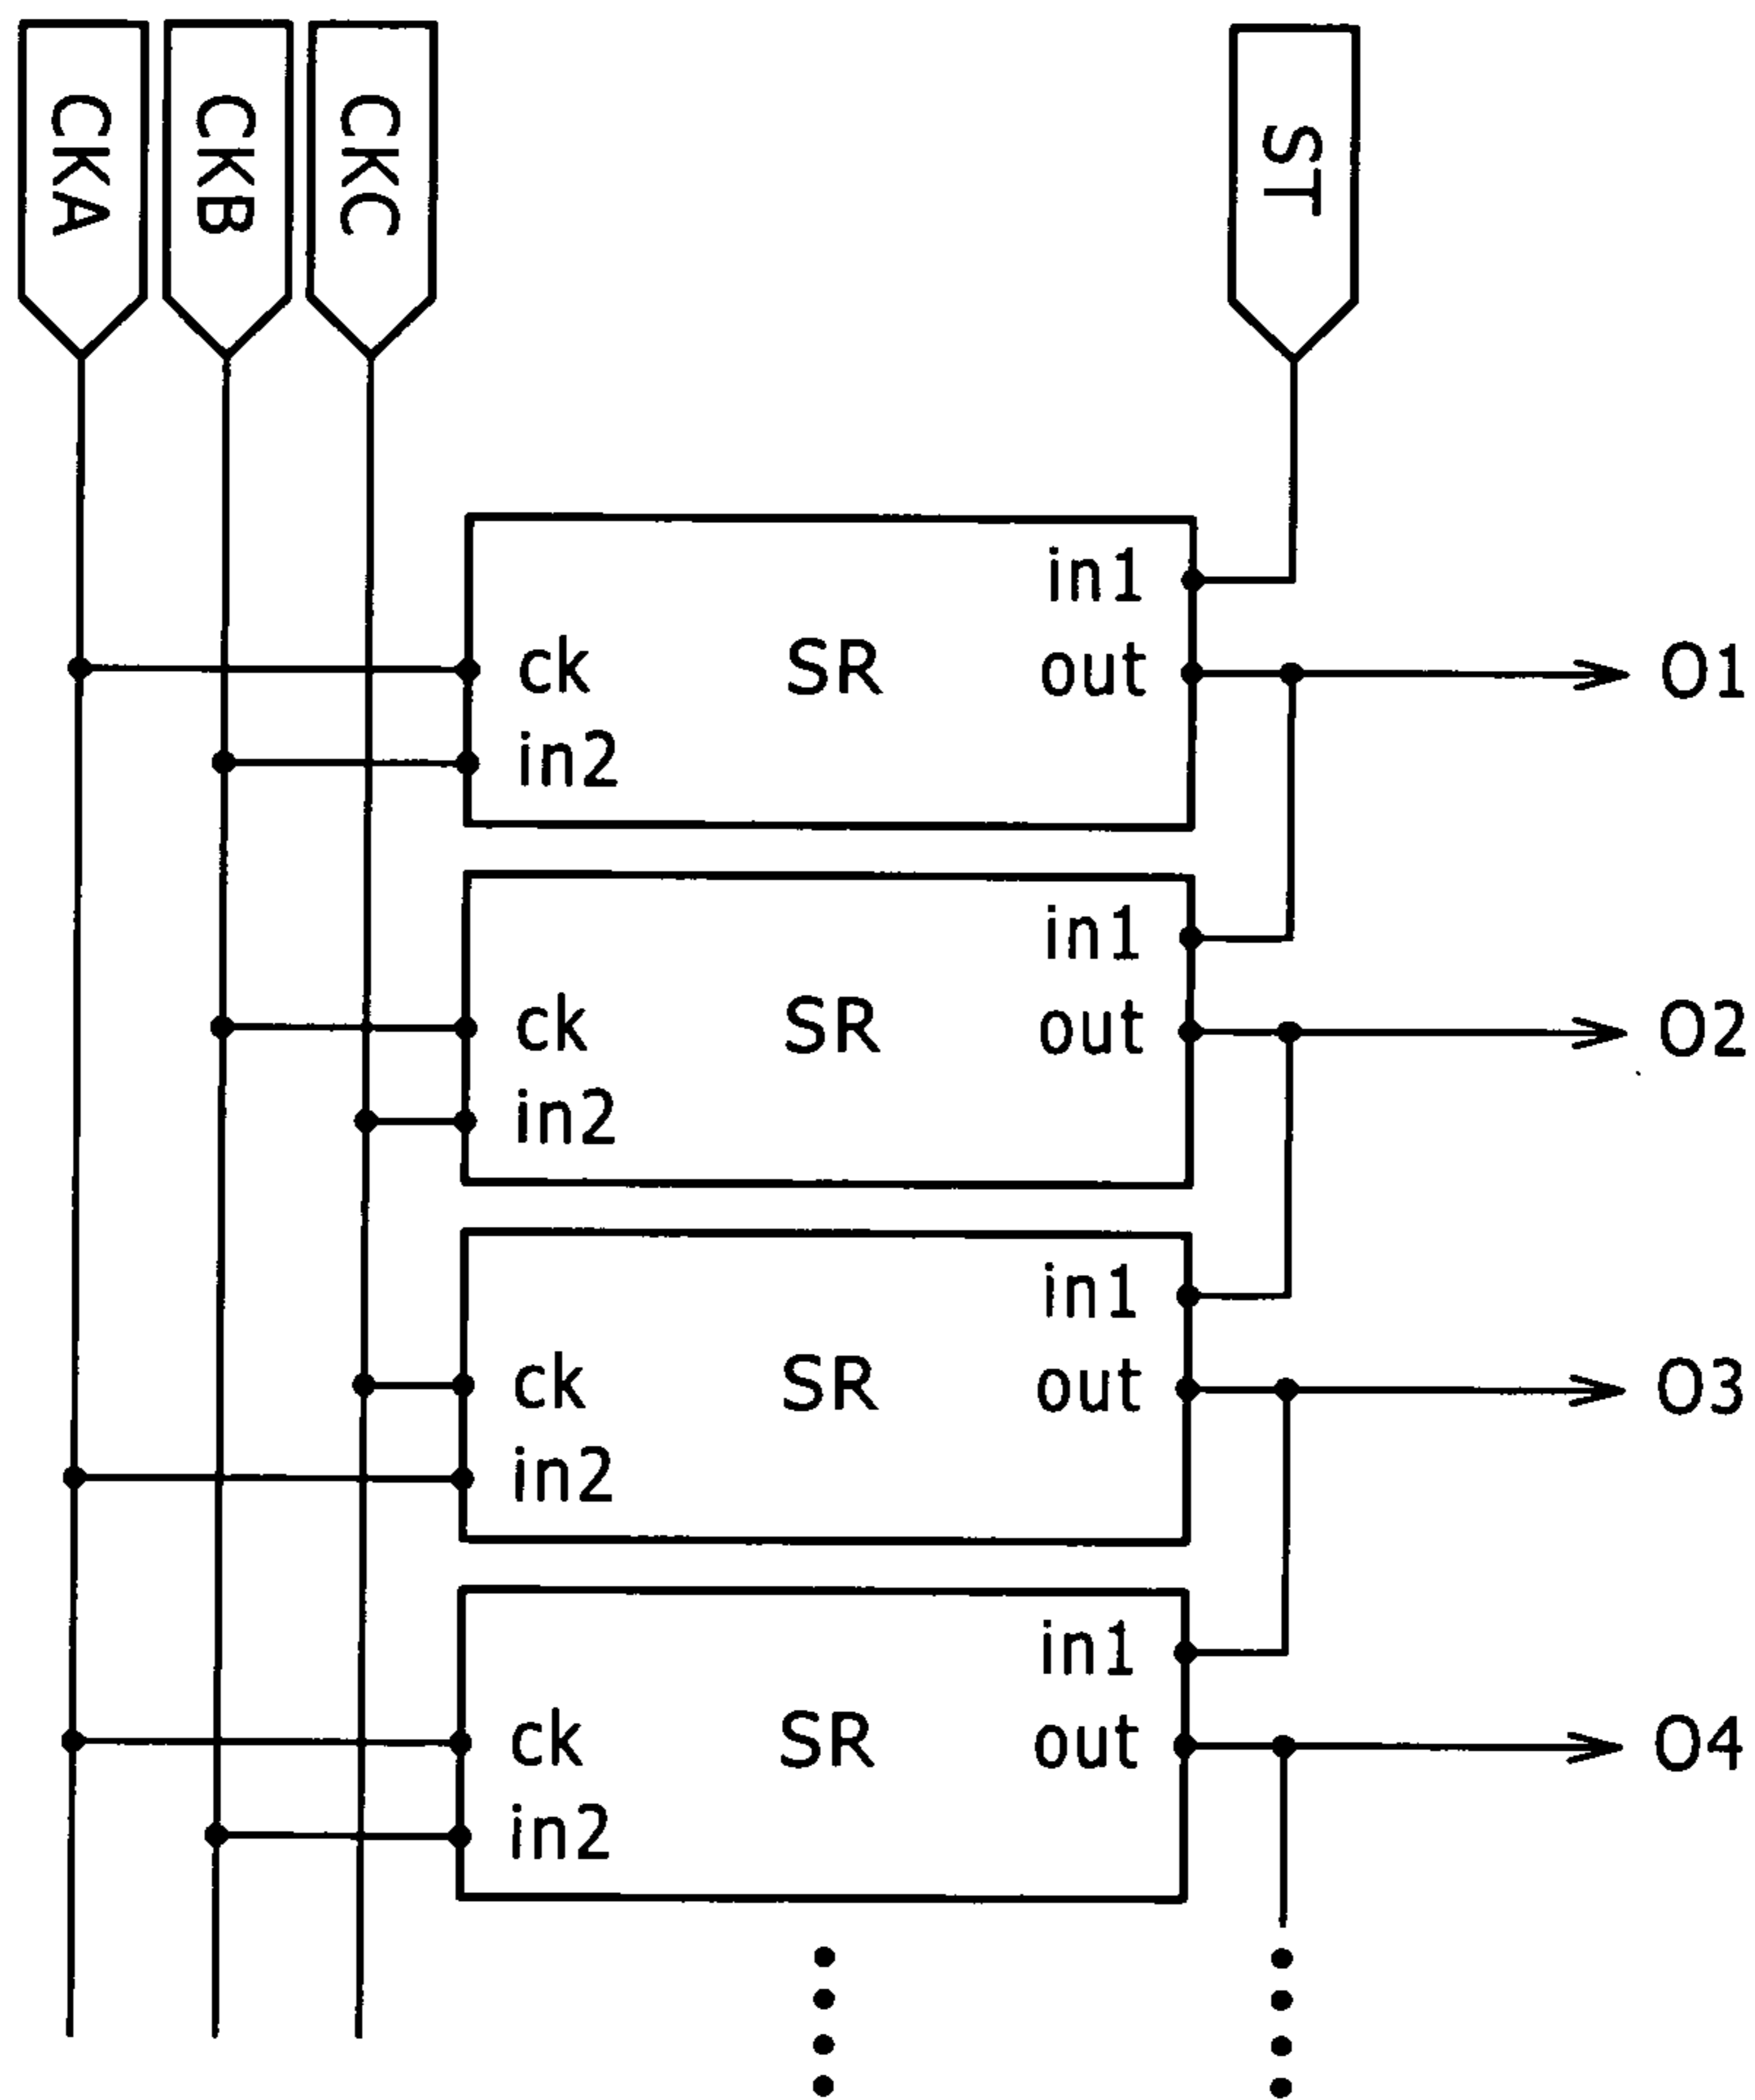 CKA
CKB
CKC
ST
in1
ck SR out O1
in2
in1
ck SR out O2
in2
in1
ck SR out O3
in2
in1
ck SR out O4
in2